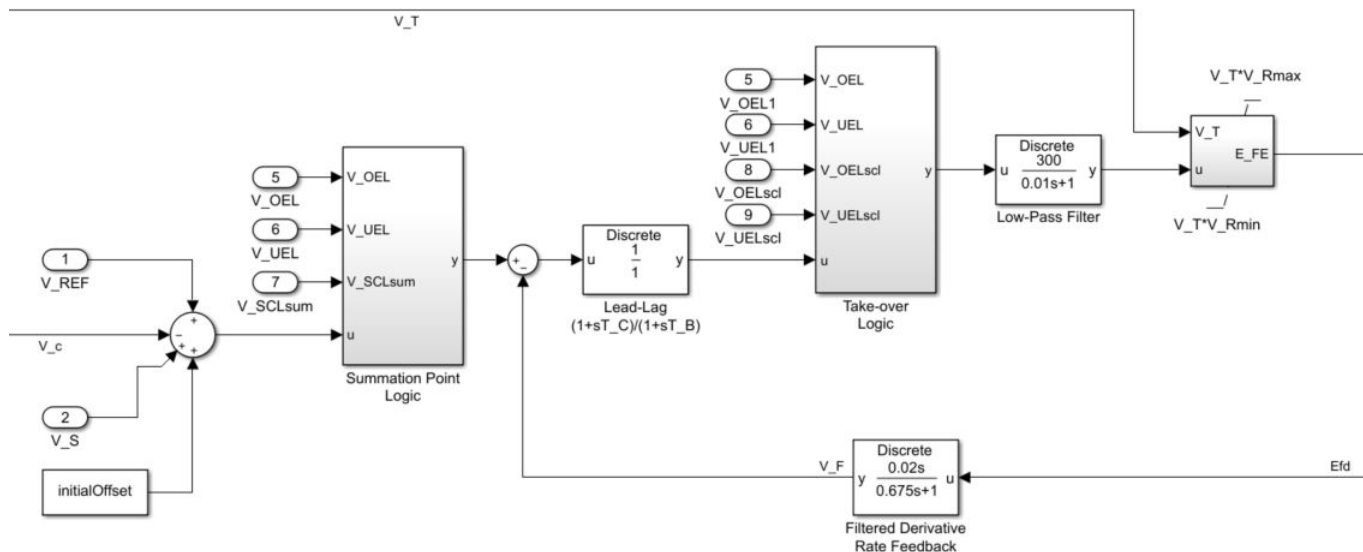 V_T
V_T*V_Rmax
5
V_OEL1
6
V_UEL1
8
V_OELscl
9
V_UELscl
V_OEL
V_UEL
V_OELscl
V_UELscl
u
y
Take-over
Logic
Discrete
u
300
0.01s+1
y
Low-Pass Filter
V_T
u
E_FE
V_T*V_Rmin
5
V_OEL
6
V_UEL
7
V_SCLsum
V_OEL
V_UEL
V_SCLsum
u
y
Summation Point
Logic
1
V_REF
V_c
2
V_S
initialOffset
+
−
+
+
+
−
Discrete
u
1
1
y
Lead-Lag
(1+sT_C)/(1+sT_B)
V_F
Discrete
y
0.02s
0.675s+1
u
Filtered Derivative
Rate Feedback
Efd